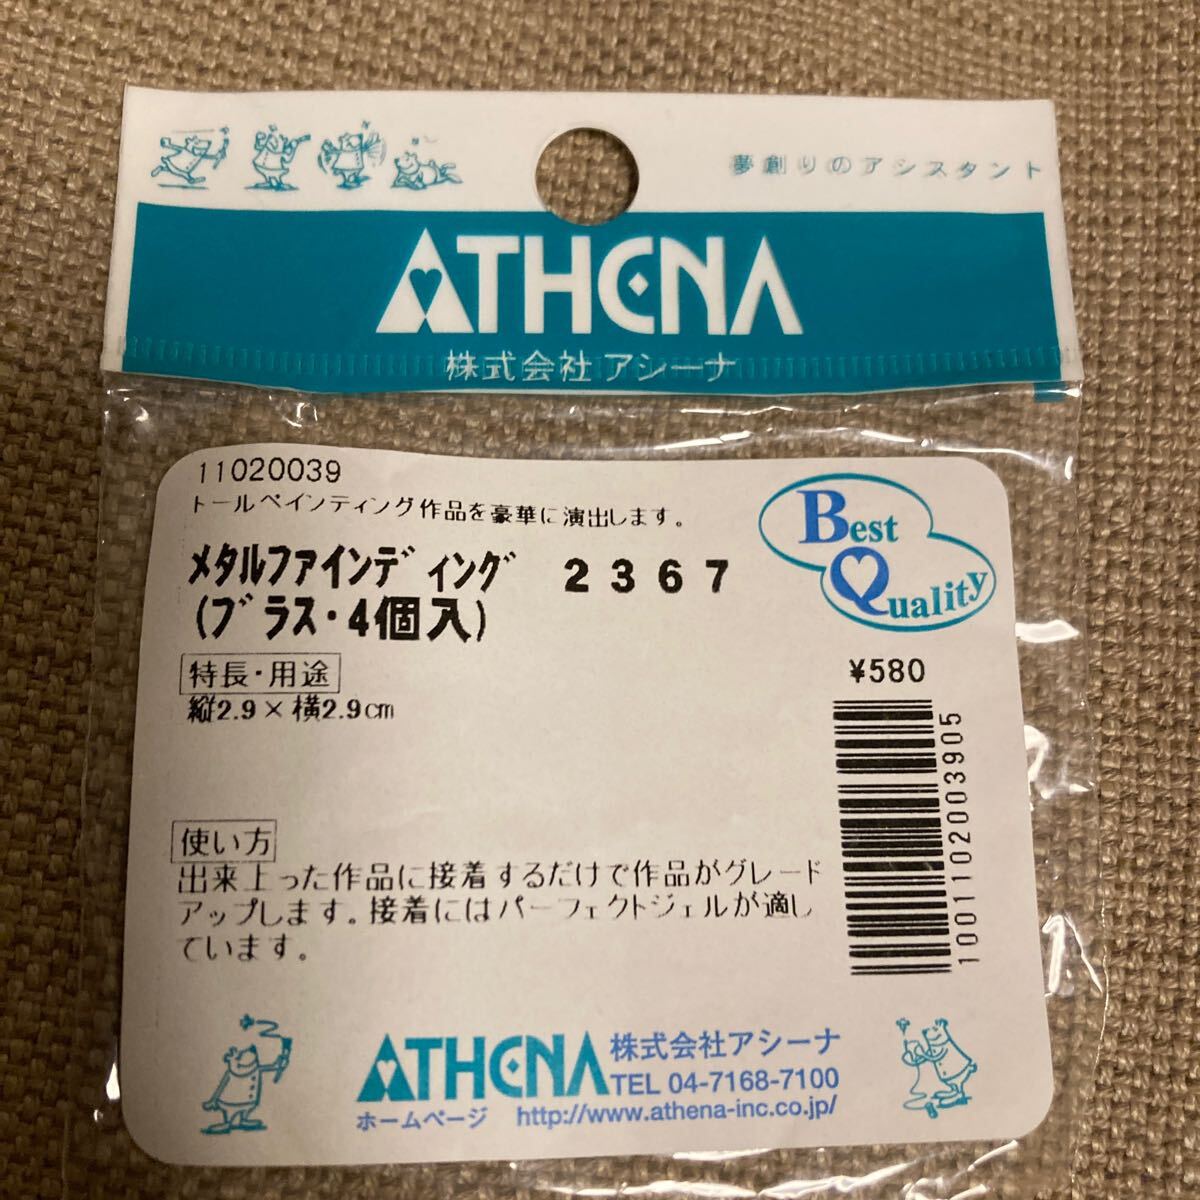 夢創りのアシスタント
ATHENA
株式会社 アシーナ
11020039
トールペインティング作品を豪華に演出します。
メタルファインディング 2367
(ブラス・4個入)
Best Quality
特長・用途
¥580
縦2.9×横2.9cm
1001102003905
使い方
出来上った作品に接着するだけで作品がグレード
アップします。接着にはパーフェクトジェルが適し
ています。
ATHENA 株式会社アシーナ
TEL 04-7168-7100
ホームページ http://www.athena-inc.co.jp/